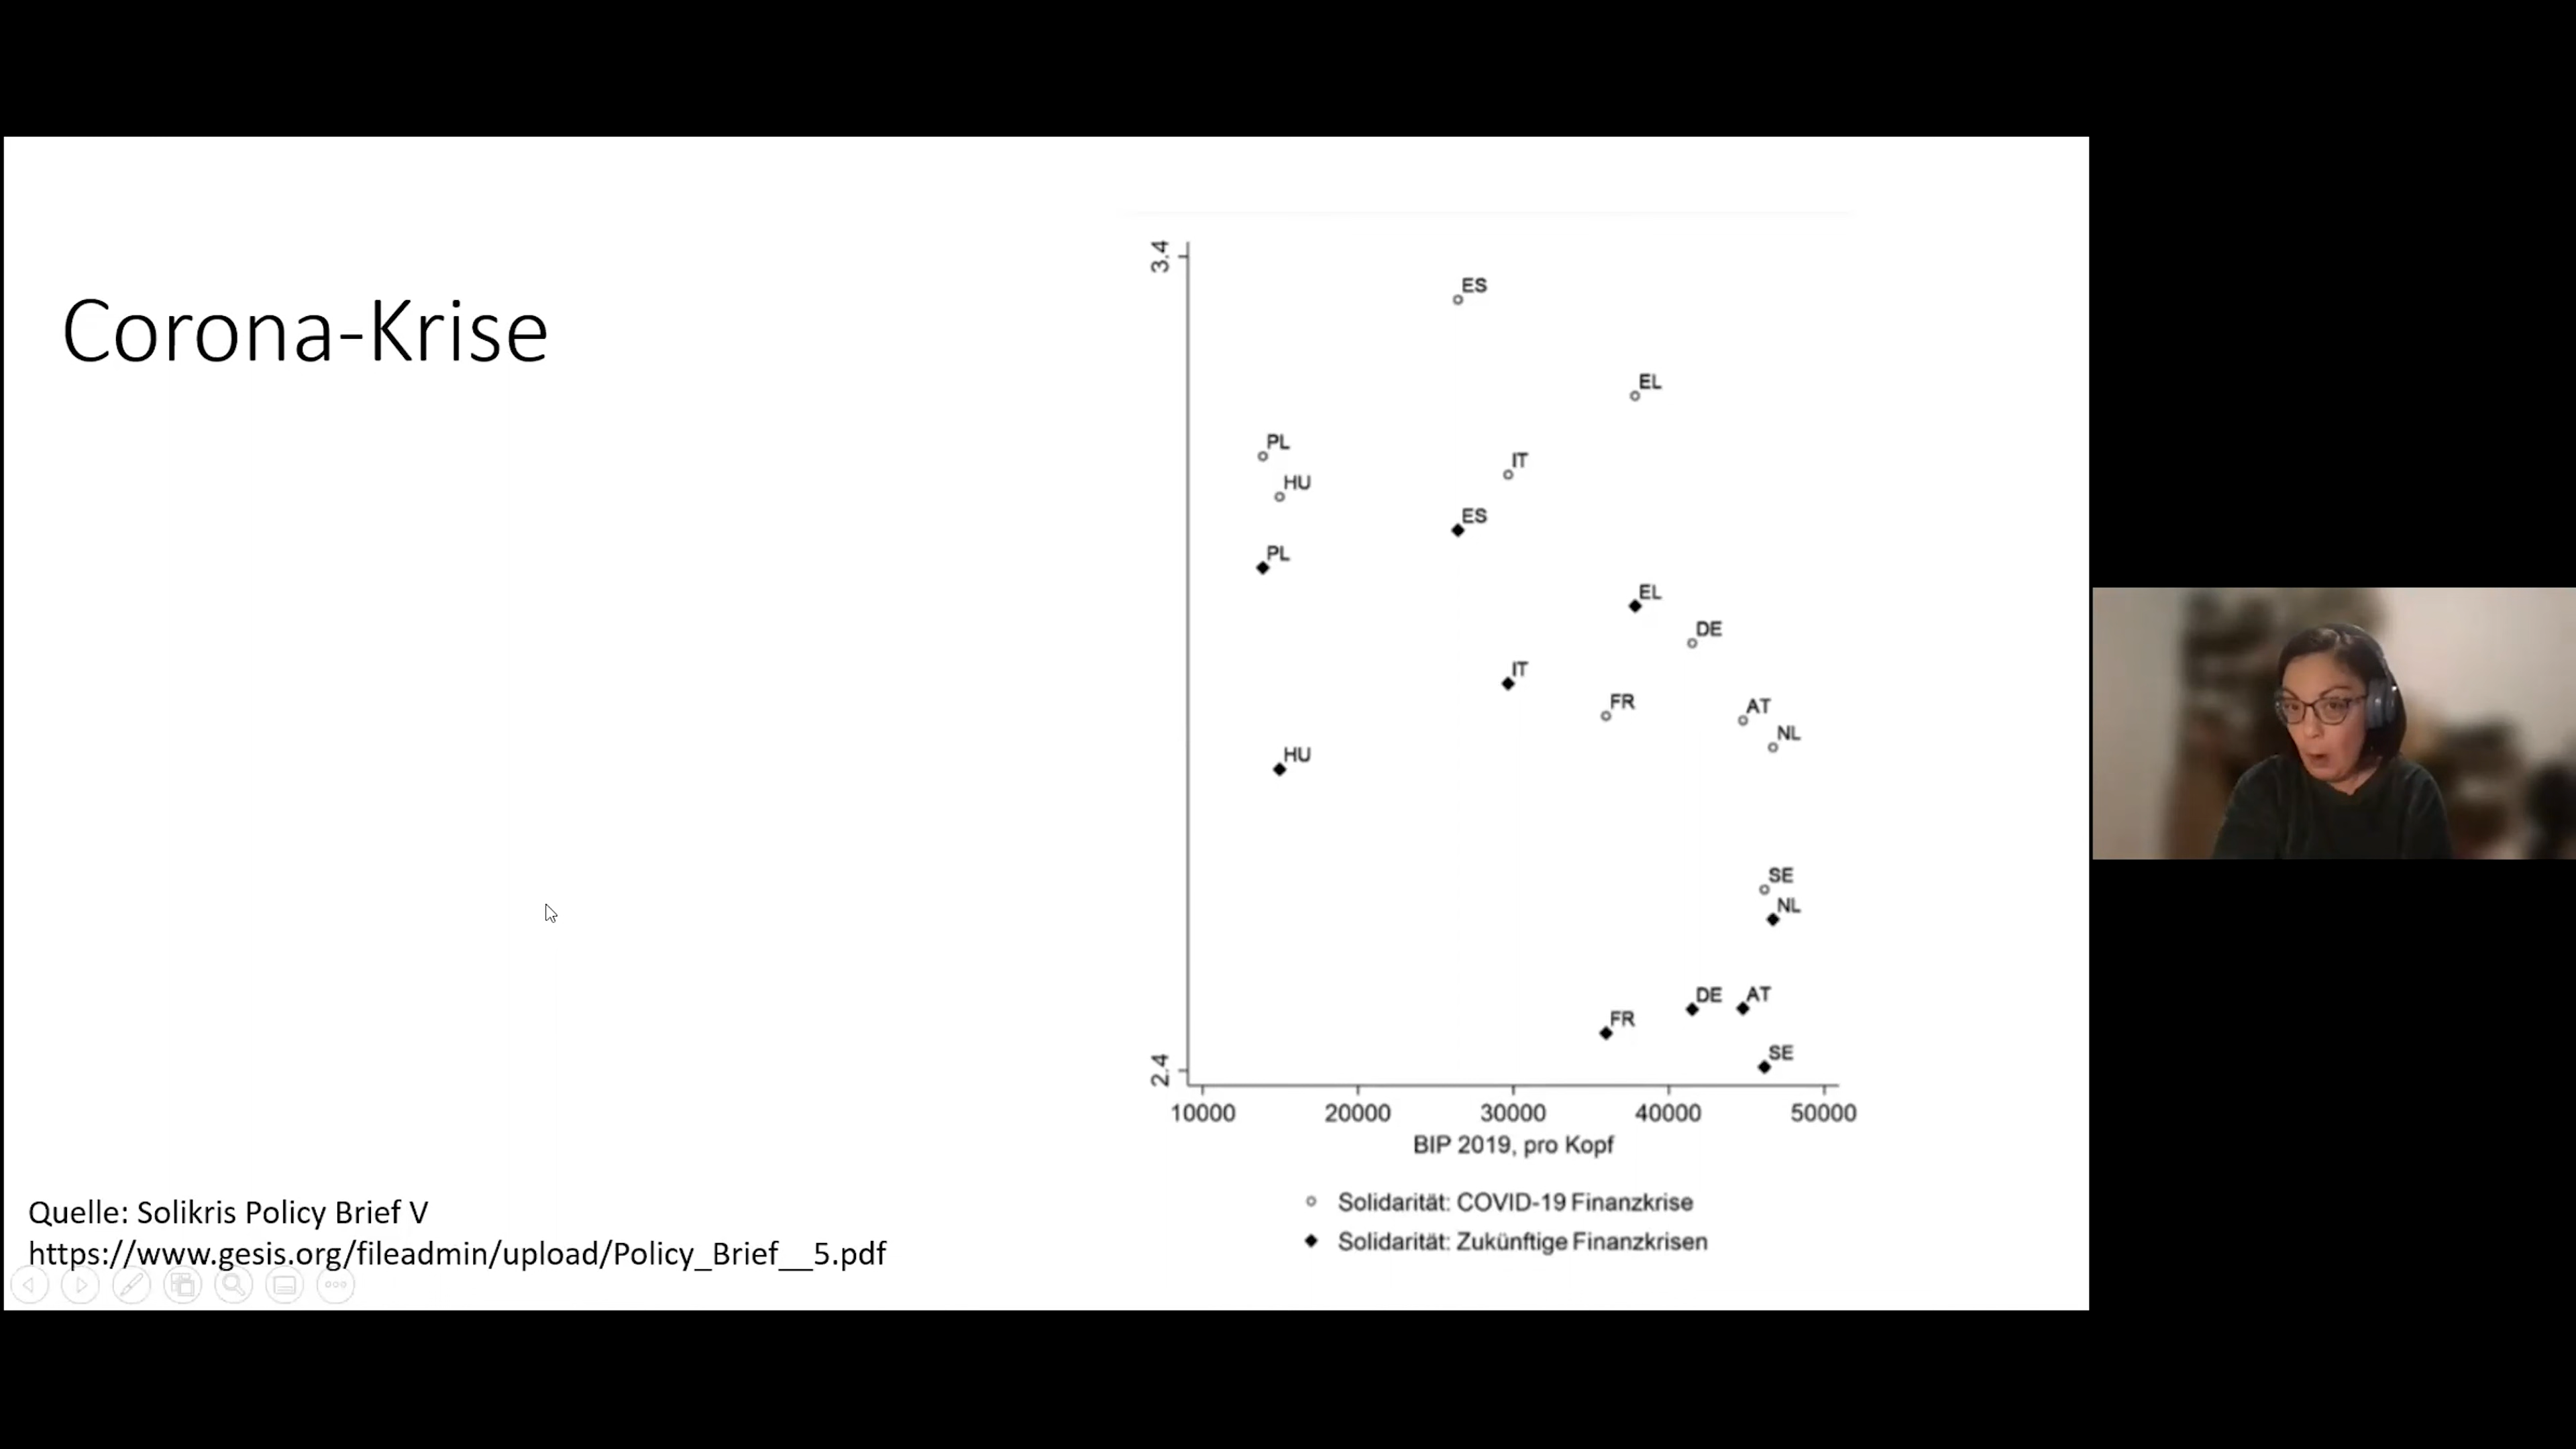 Corona-Krise
3.4
ES
EL
PL
IT
HU
ES
PL
EL
DE
IT
FR
AT
NL
HU
SE
NL
DE
AT
FR
SE
2.4
10000 20000 30000 40000 50000
BIP 2019, pro Kopf
Solidarität: COVID-19 Finanzkrise
Solidarität: Zukünftige Finanzkrisen
Quelle: Solikris Policy Brief V
https://www.gesis.org/fileadmin/upload/Policy_Brief__5.pdf